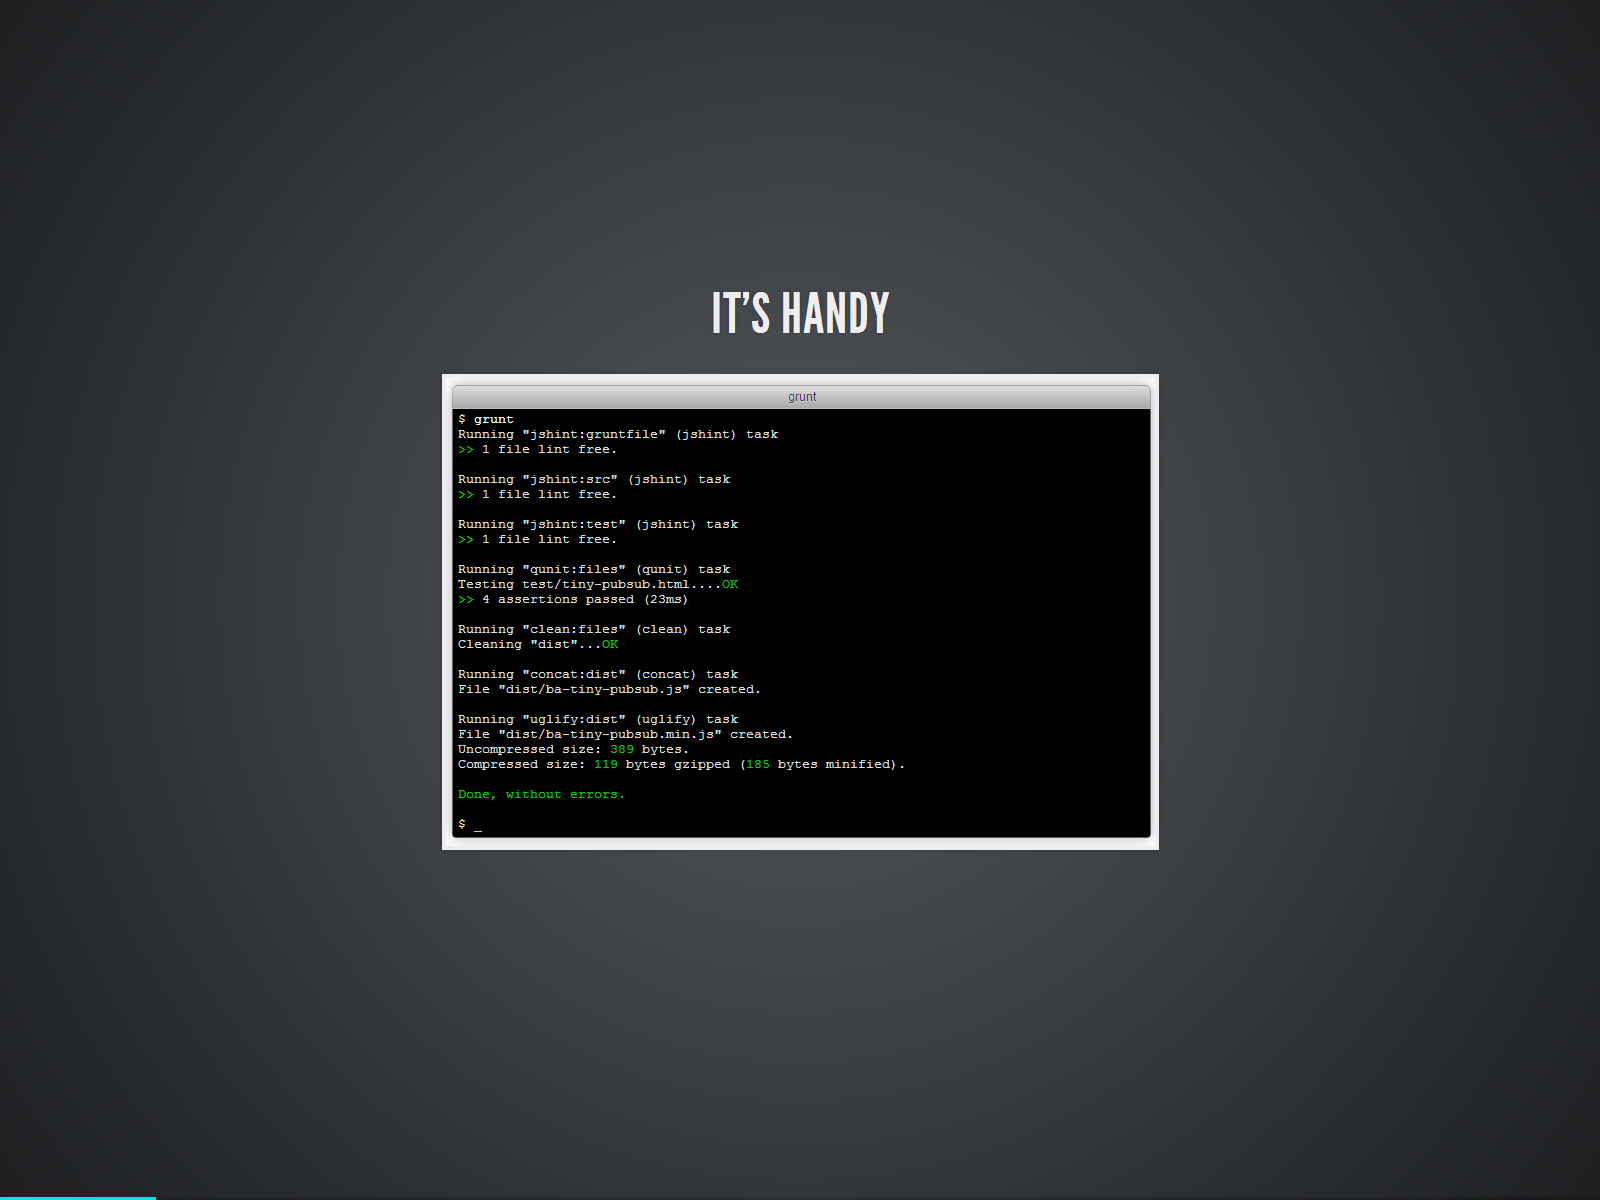 IT'S HANDY
grunt
$ grunt
Running "jshint:gruntfile" (jshint) task
>> 1 file lint free.
Running "jshint:src" (jshint) task
>> 1 file lint free.
Running "jshint:test" (jshint) task
>> 1 file lint free.
Running "qunit:files" (qunit) task
Testing test/tiny-pubsub.html....OK
>> 4 assertions passed (23ms)
Running "clean:files" (clean) task
Cleaning "dist"...OK
Running "concat:dist" (concat) task
File "dist/ba-tiny-pubsub.js" created.
Running "uglify:dist" (uglify) task
File "dist/ba-tiny-pubsub.min.js" created.
Uncompressed size: 389 bytes.
Compressed size: 119 bytes gzipped (185 bytes minified).
Done, without errors.
$ _